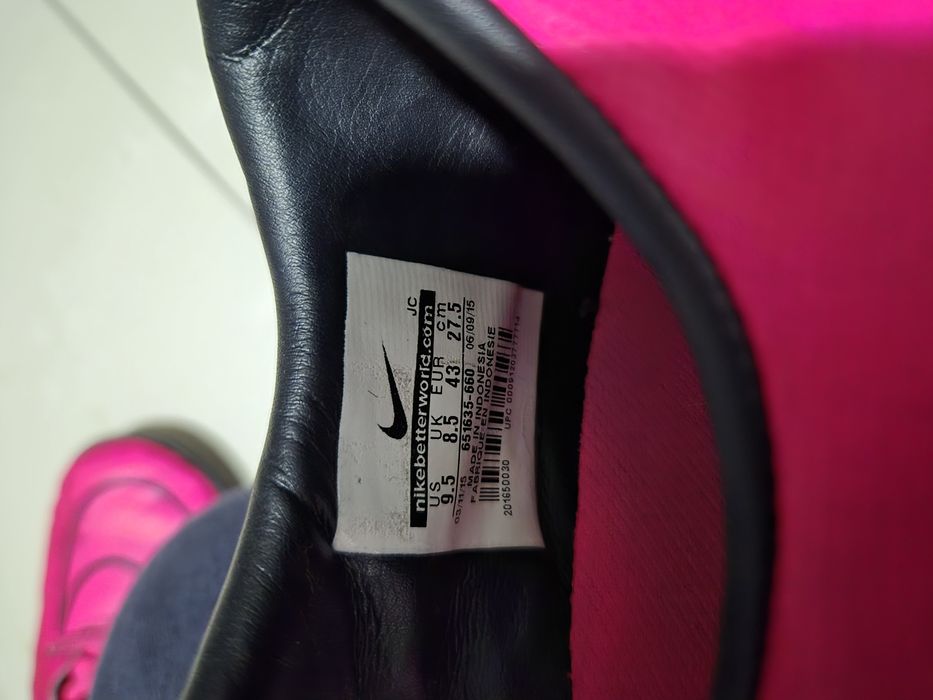 JC
nikebetterworld.com
US UK EUR cm
9.5 8.5 43 27.5
03/11/15 651635-660 06/09/15
MADE IN INDONESIA
FABRIQUE EN INDONESIE
201650030